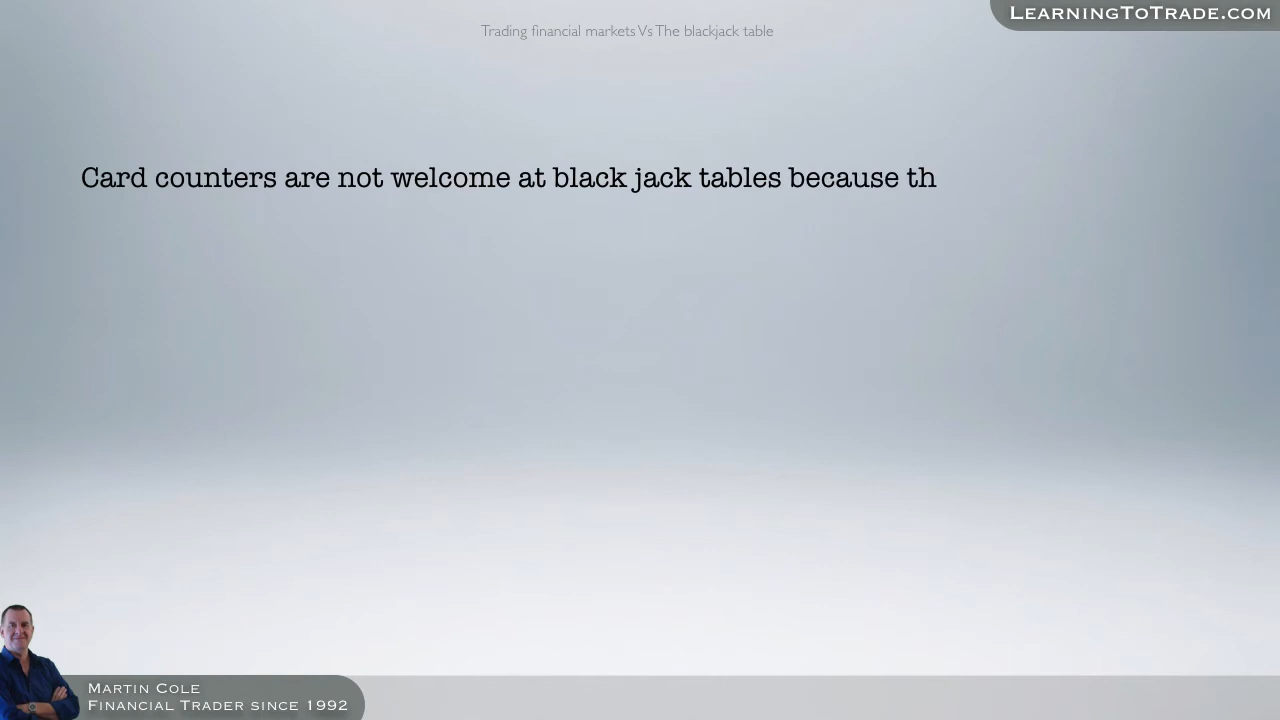 LearningToTrade.com
Trading financial markets Vs The blackjack table
Card counters are not welcome at black jack tables because th
Martin Cole
Financial Trader since 1992